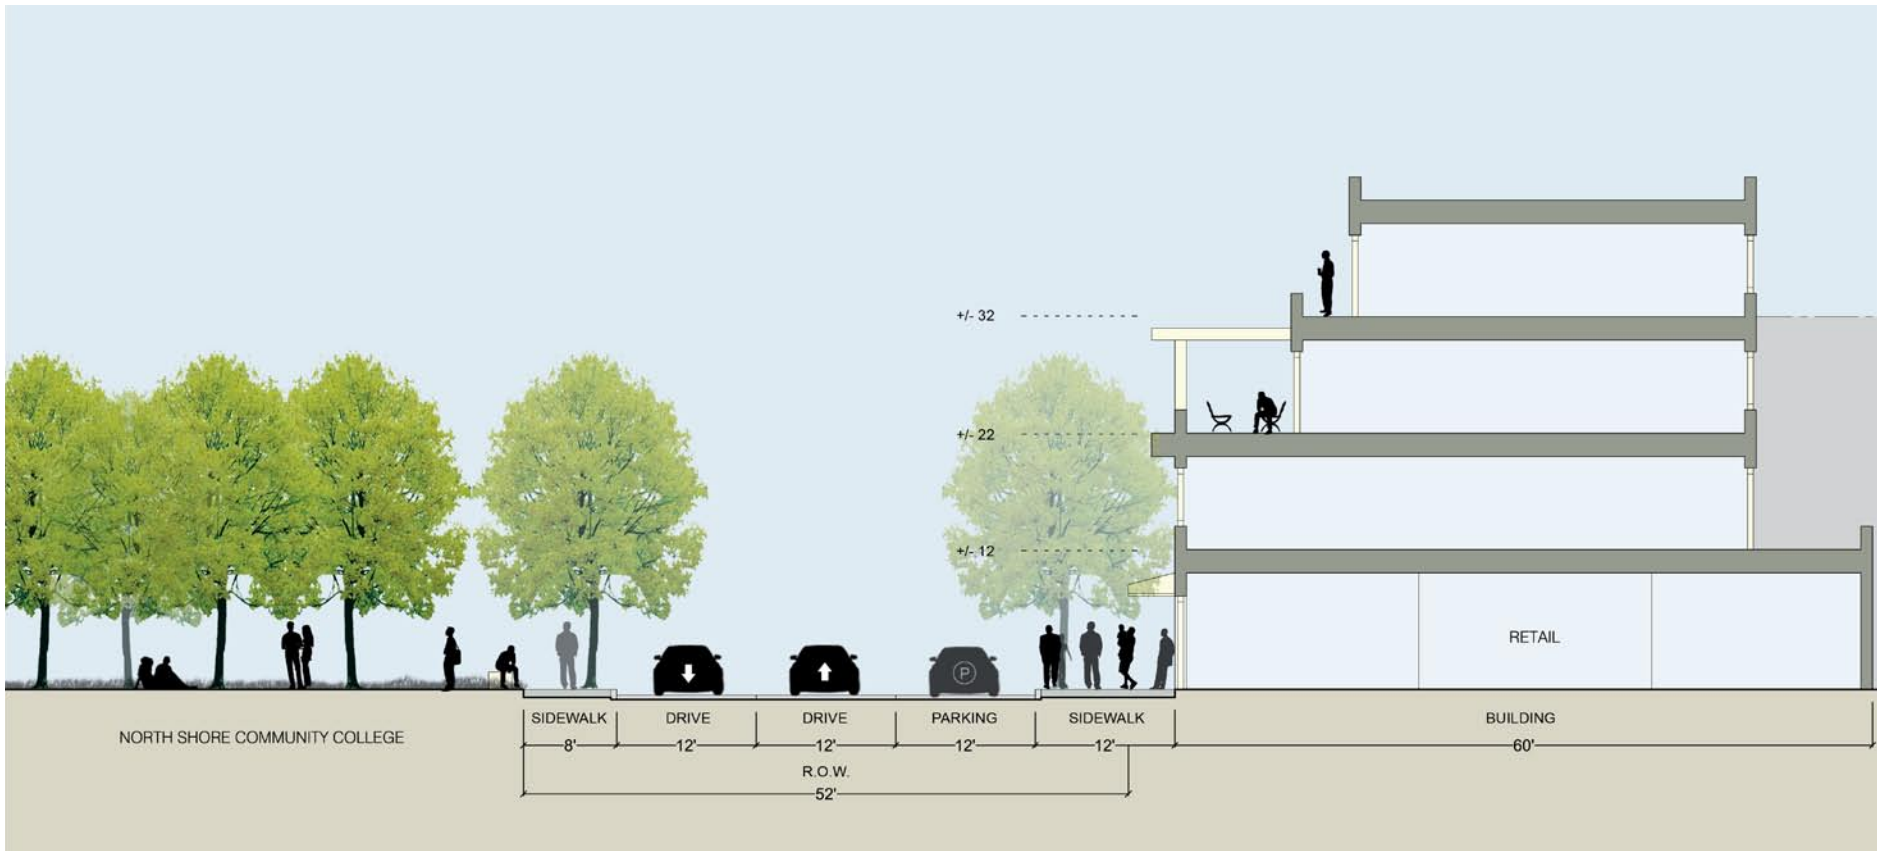 +/- 32
+/- 22
+/- 12
RETAIL
P
SIDEWALK
DRIVE
DRIVE
PARKING
SIDEWALK
BUILDING
NORTH SHORE COMMUNITY COLLEGE
8'
12'
12'
12'
12'
60'
R.O.W.
52'